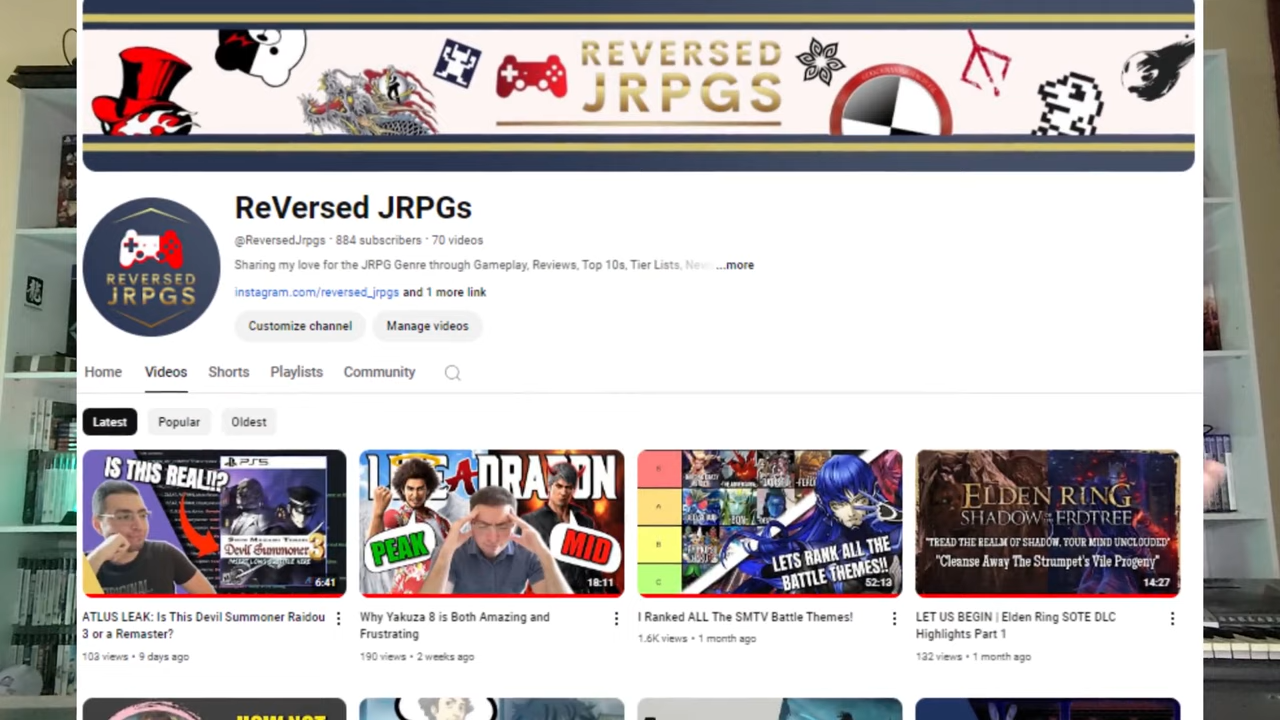 REVERSED
JRPGS
ReVersed JRPGs
@ReversedJrpgs · 884 subscribers · 70 videos
Sharing my love for the JRPG Genre through Gameplay, Reviews, Top 10s, Tier Lists, ...more
instagram.com/reversed_jrpgs and 1 more link
Customize channel Manage videos
REVERSED
JRPGS
Home Videos Shorts Playlists Community
Latest Popular Oldest
IS THIS REAL!!?
PS5
Devil Summoner 3
6:41
LIKE A DRAGON
PEAK
MID
18:11
A
B
C
LETS RANK ALL THE
BATTLE THEMES!!
52:13
ELDEN RING
SHADOW OF THE ERDTREE
"TREAD THE REALM OF SHADOW, YOUR MIND UNCLOUDED"
"Cleanse Away The Strumpet's Vile Progeny"
14:27
ATLUS LEAK: Is This Devil Summoner Raidou
3 or a Remaster?
103 views • 9 days ago
Why Yakuza 8 is Both Amazing and
Frustrating
190 views • 2 weeks ago
I Ranked ALL The SMTV Battle Themes!
1.6K views • 1 month ago
LET US BEGIN | Elden Ring SOTE DLC
Highlights Part 1
132 views • 1 month ago